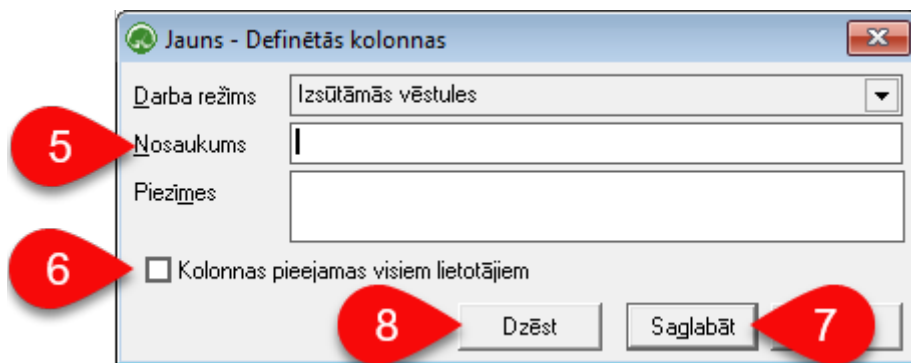 Jauns - Definētās kolonnas
Darba režīms Izsūtāmās vēstules
5 Nosaukums
Piezīmes
6 Kolonnas pieejamas visiem lietotājiem
8 Dzēst Saglabāt 7